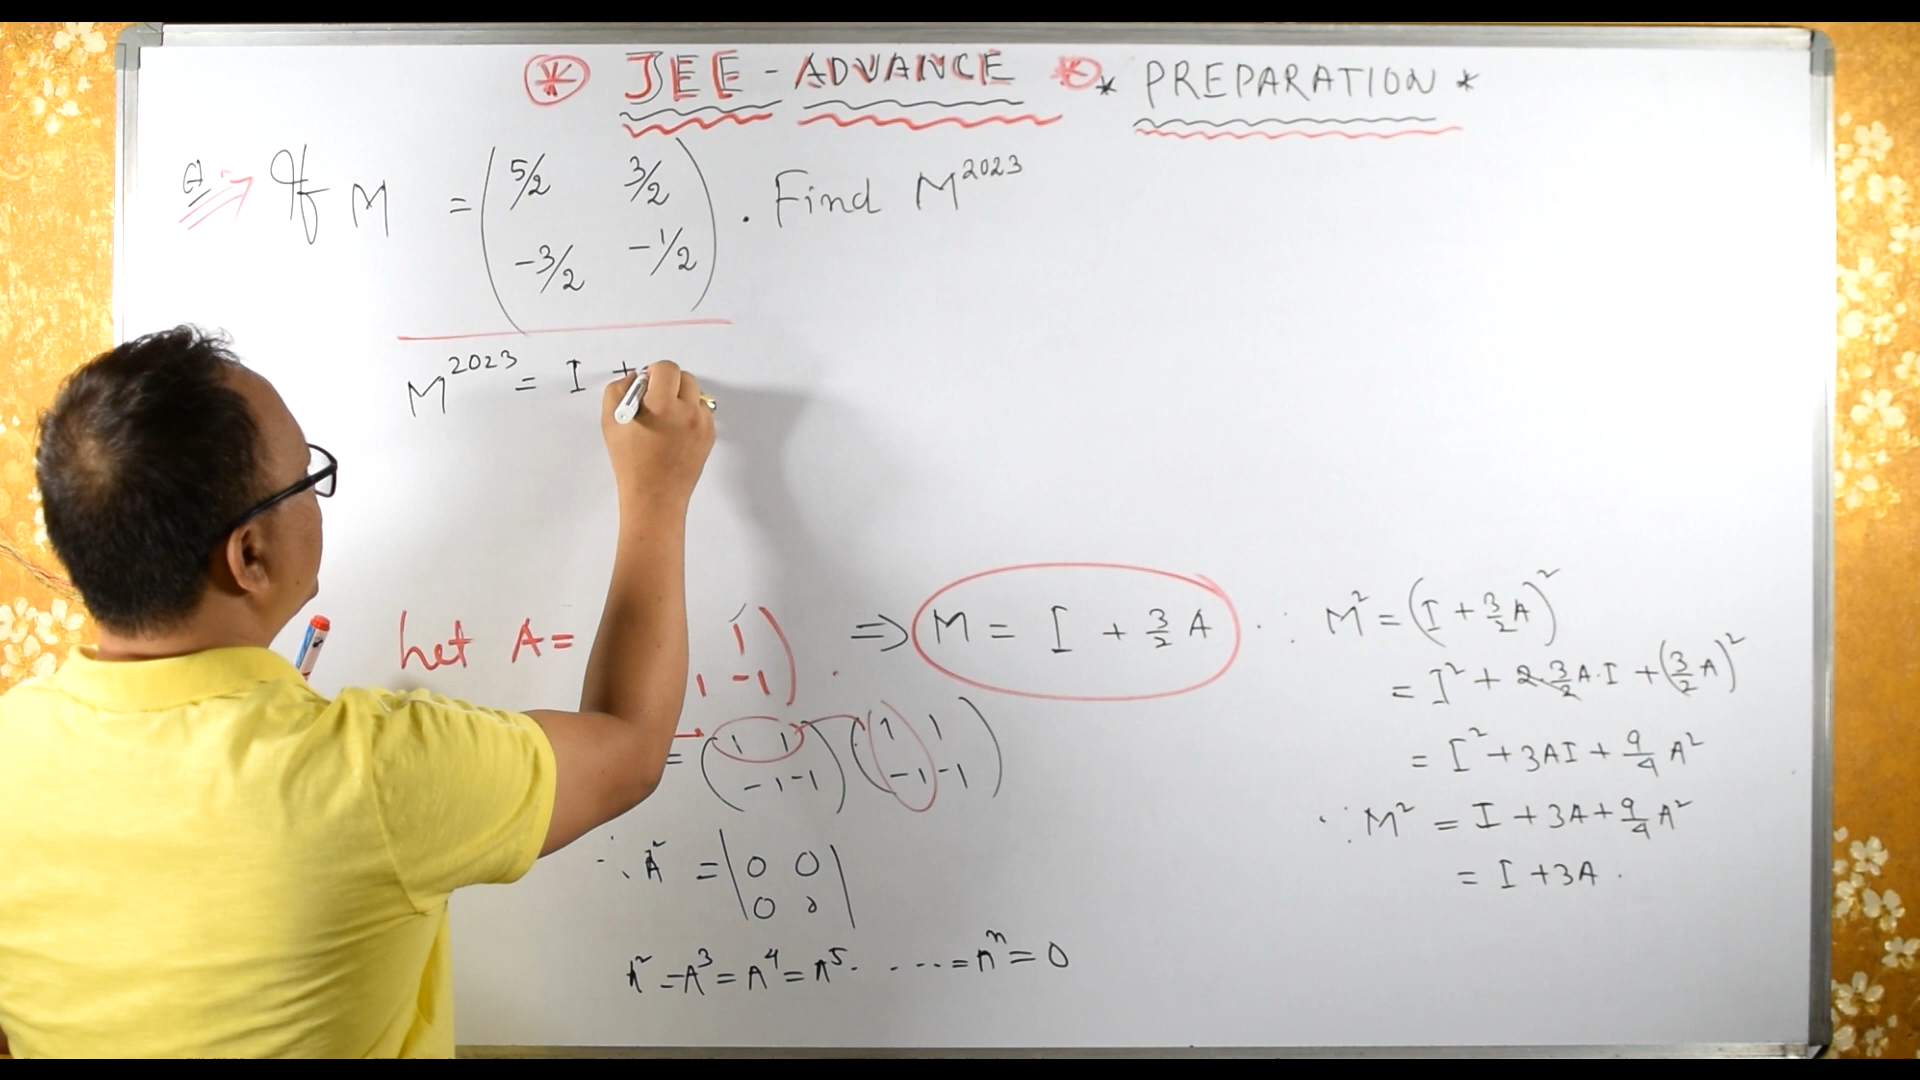 * JEE - ADVANCE * * PREPARATION *
Q. ⇒ If M = ( 5/2 3/2 ) . Find M²⁰²³
( -3/2 -1/2 )
M²⁰²³ = I +
Let A = 1 ) .
1 -1 )
⇒ M = I + 3/2 A
= ( 1 1 ) ( 1 1 )
( -1 -1 ) ( -1 -1 )
∴ A² = | 0 0 |
| 0 0 |
A² = A³ = A⁴ = A⁵ . . . . . = Aⁿ = 0
∴ M² = (I + 3/2 A)²
= I² + 2·3/2 A·I + (3/2 A)²
= I² + 3AI + 9/4 A²
∴ M² = I + 3A + 9/4 A²
= I + 3A .